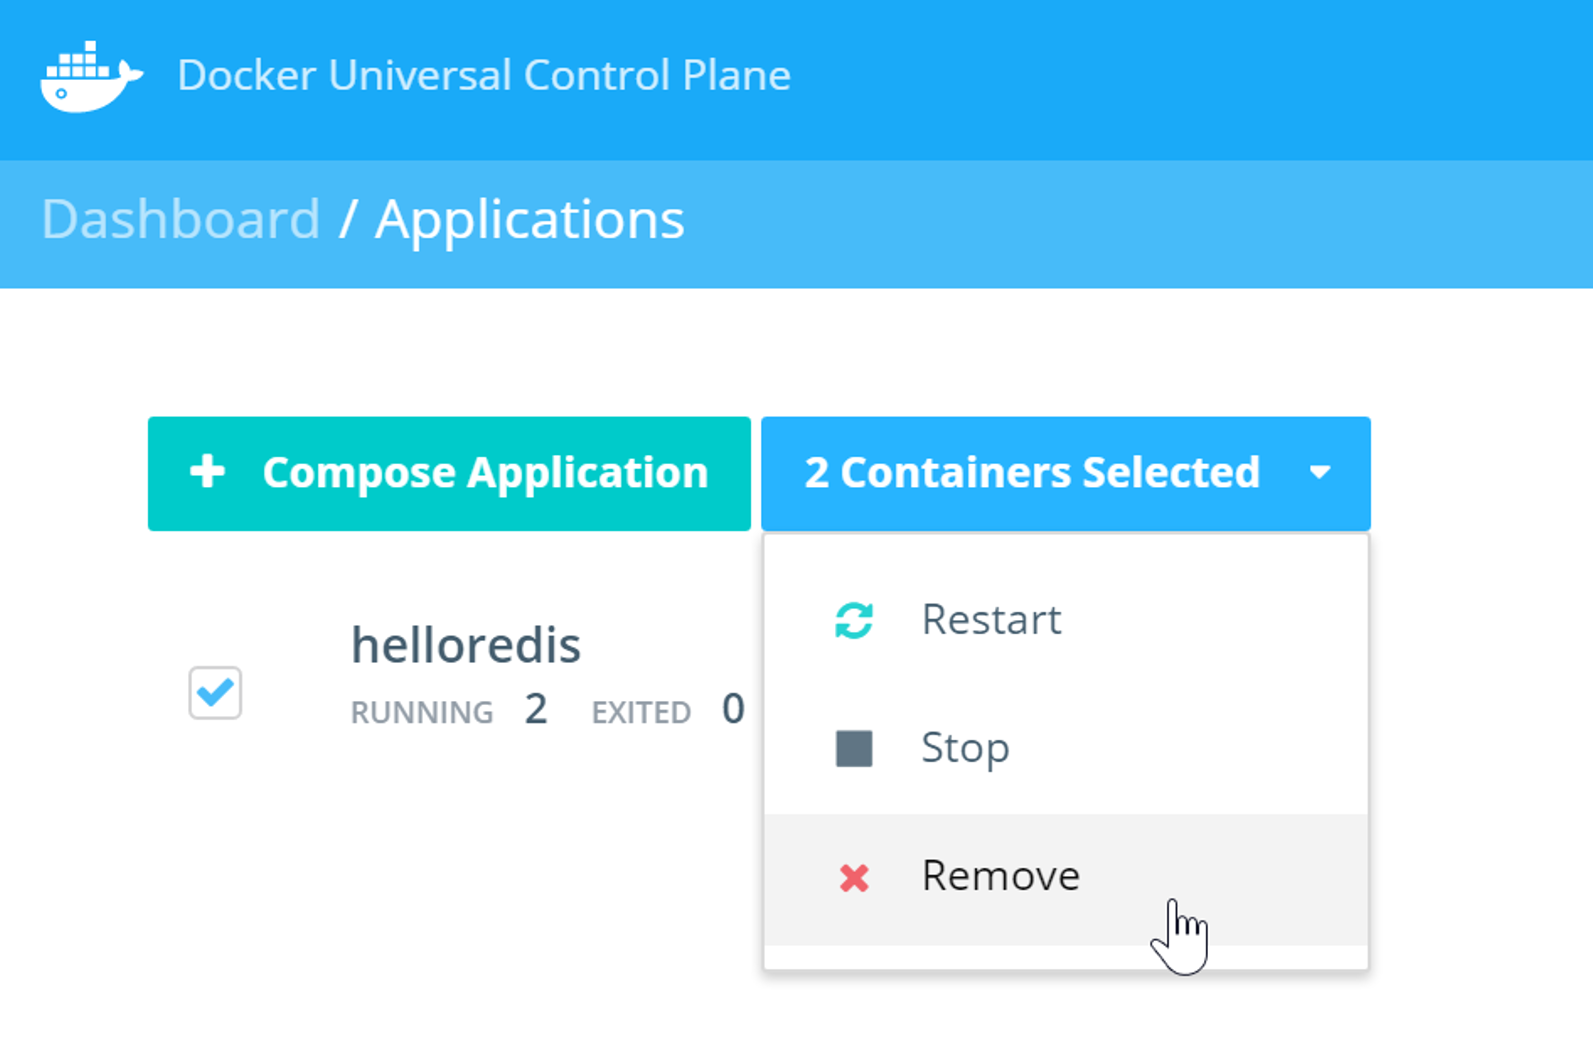 Docker Universal Control Plane
Dashboard / Applications
Compose Application
2 Containers Selected
Restart
helloredis
RUNNING 2 EXITED 0
Stop
Remove